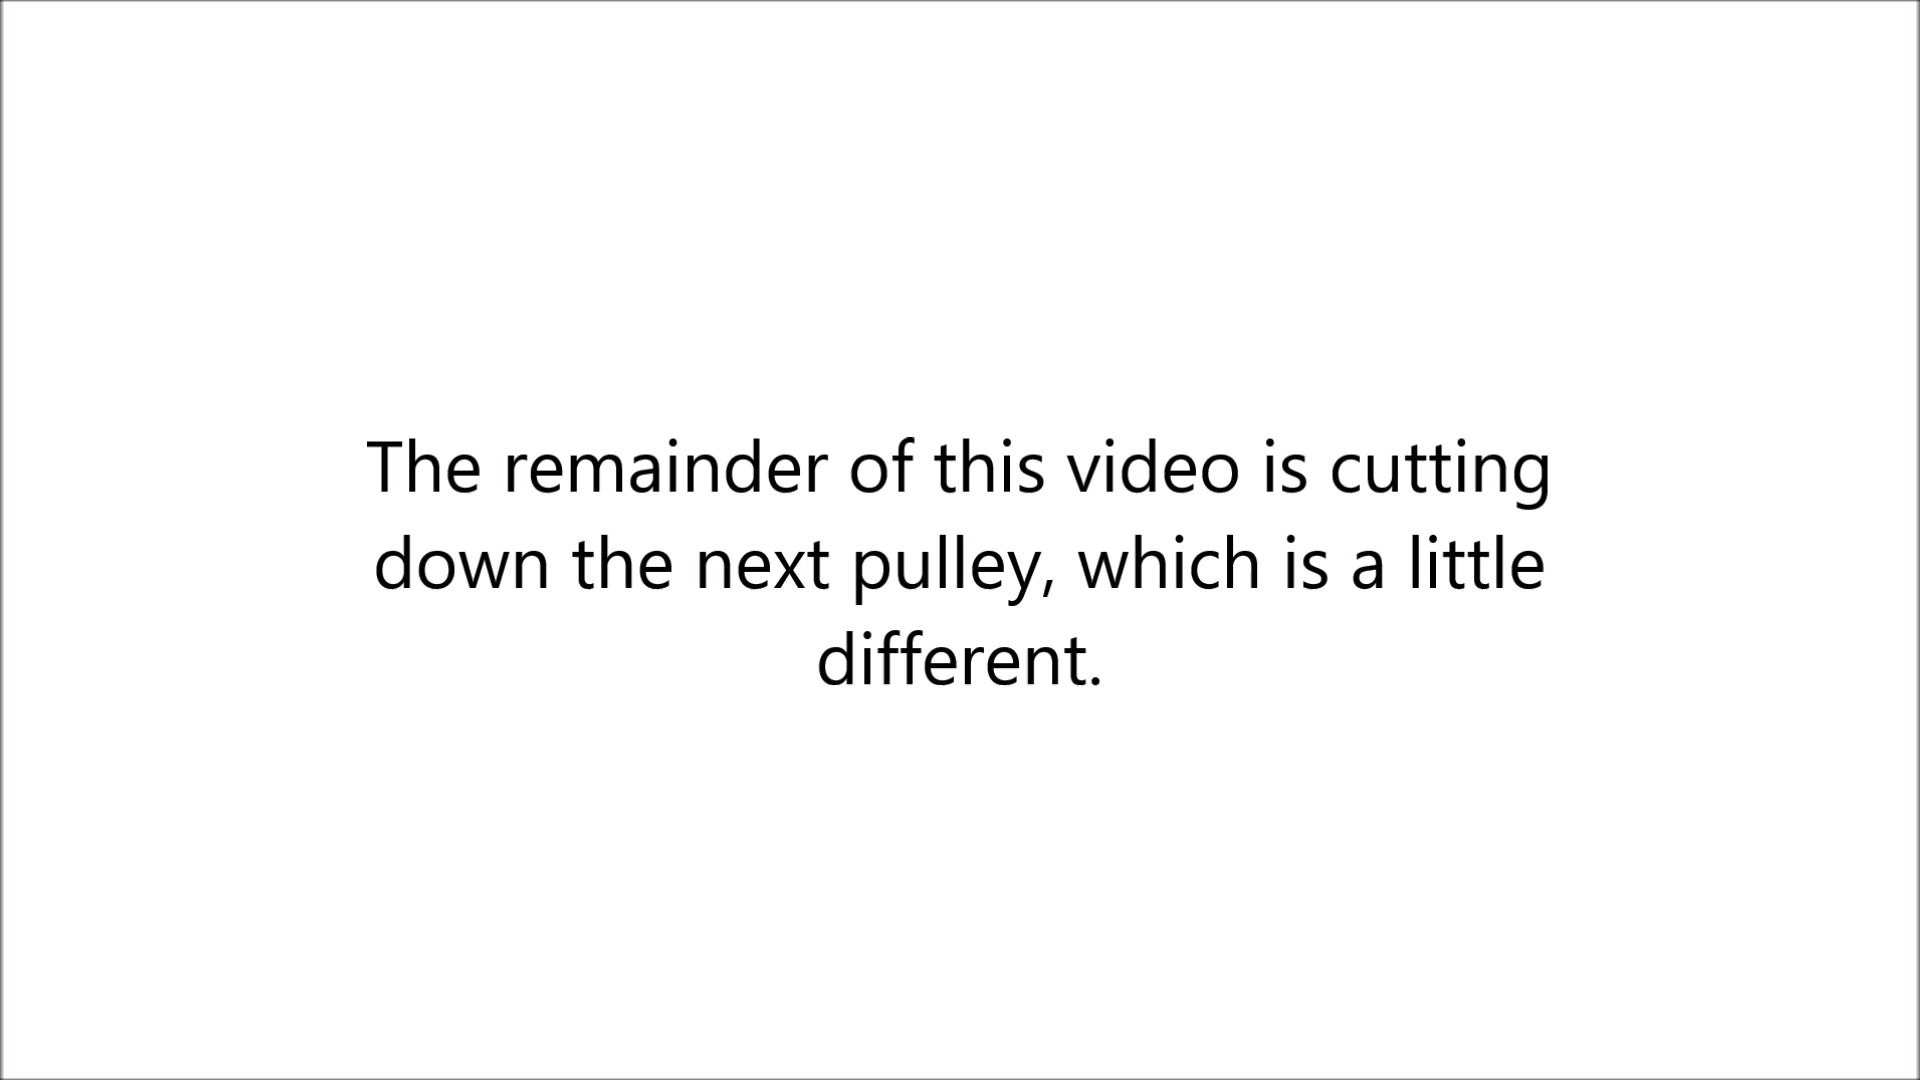 The remainder of this video is cutting
down the next pulley, which is a little
different.